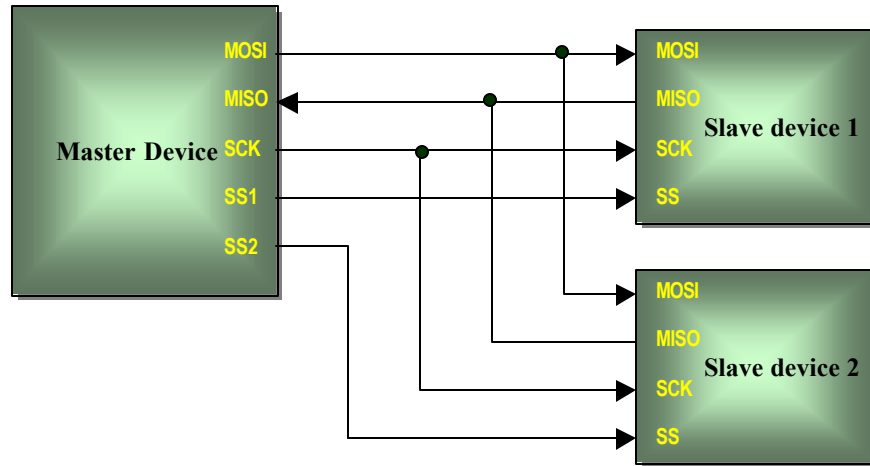 MOSI
MISO
Master Device
SCK
SS1
SS2
MOSI
MISO
Slave device 1
SCK
SS
MOSI
MISO
Slave device 2
SCK
SS